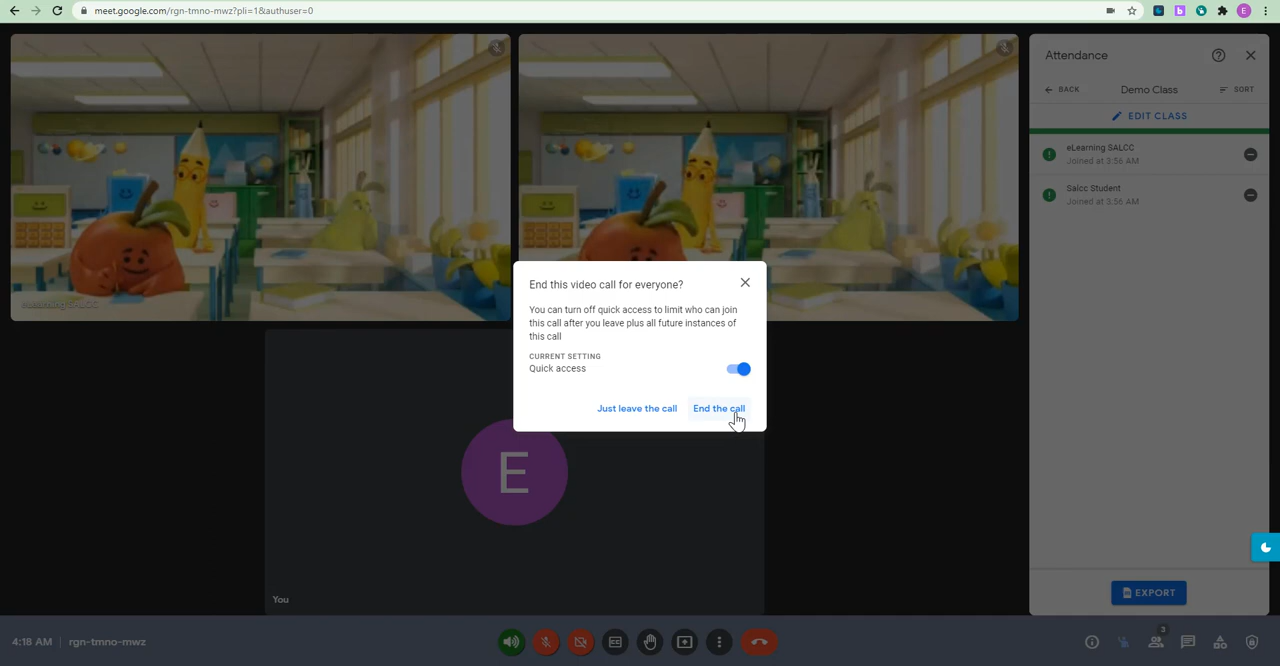 meet.google.com/rgn-tmno-mwz?pli=1&authuser=0
E
Attendance
BACK
Demo Class
SORT
EDIT CLASS
eLearning SALCC
Joined at 3:56 AM
Salcc Student
Joined at 3:56 AM
eLearning SALCC
End this video call for everyone?
You can turn off quick access to limit who can join
this call after you leave plus all future instances of
this call
CURRENT SETTING
Quick access
Just leave the call
End the call
E
You
EXPORT
4:18 AM | rgn-tmno-mwz
3